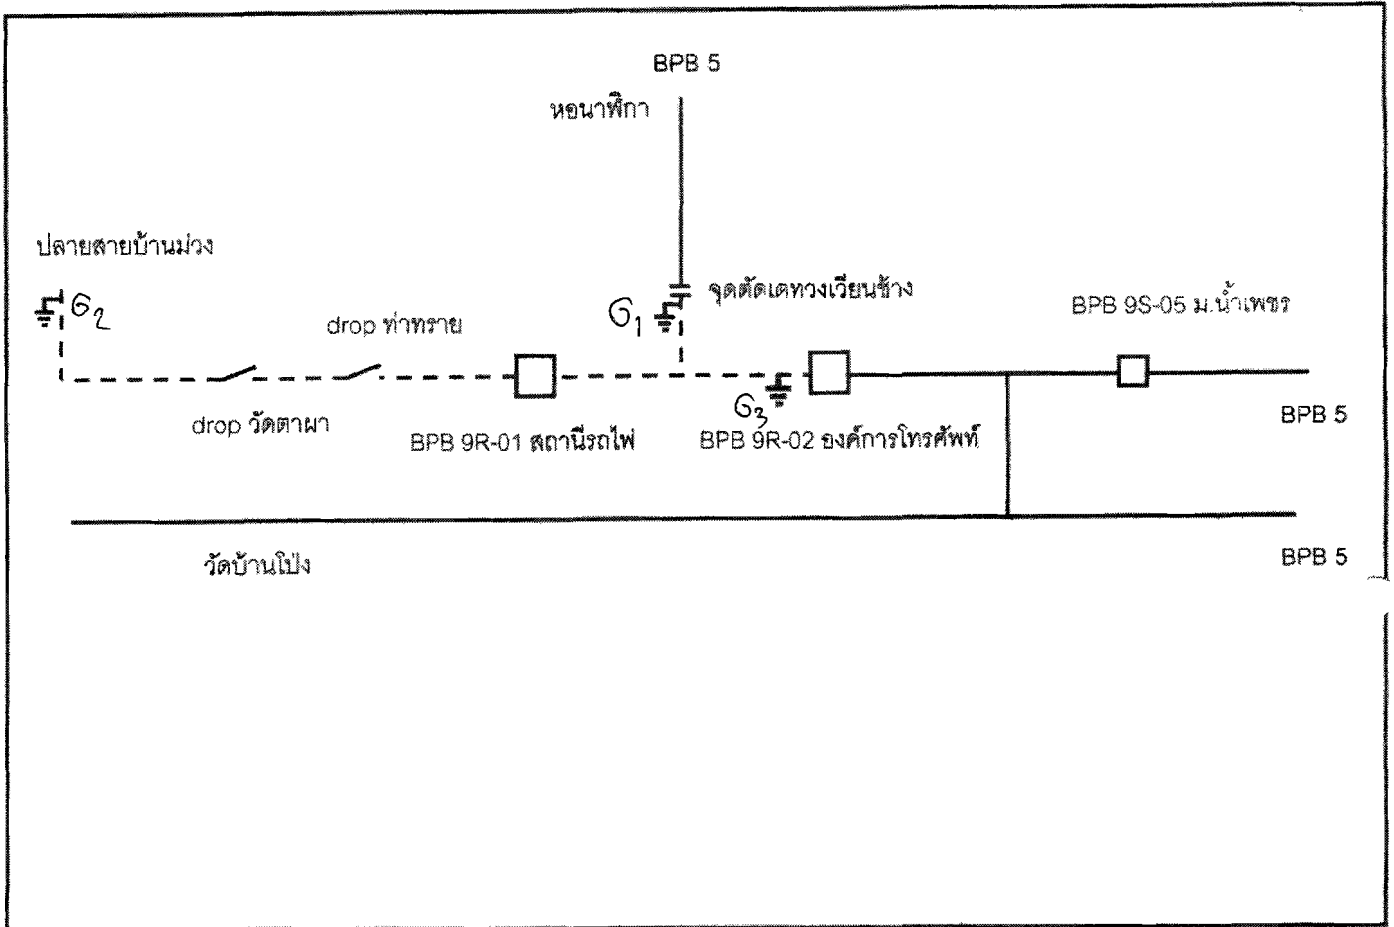 BPB 5
หอนาฬิกา
ปลายสายบ้านม่วง
G2
drop ท่าทราย
G1
จุดตัดเดทวงเวียนช้าง
BPB 9S-05 ม.น้ำเพชร
drop วัดตาผา
BPB 9R-01 สถานีรถไฟ
G3
BPB 9R-02 องค์การโทรศัพท์
BPB 5
วัดบ้านโป่ง
BPB 5